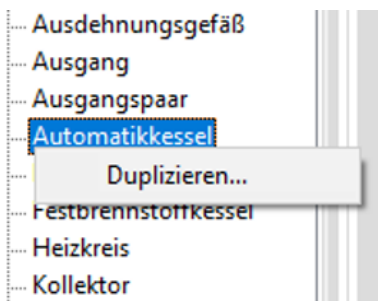 Ausdehnungsgefäß
Ausgang
Ausgangspaar
Automatikkessel
Duplizieren...
Festbrennstoffkessel
Heizkreis
Kollektor